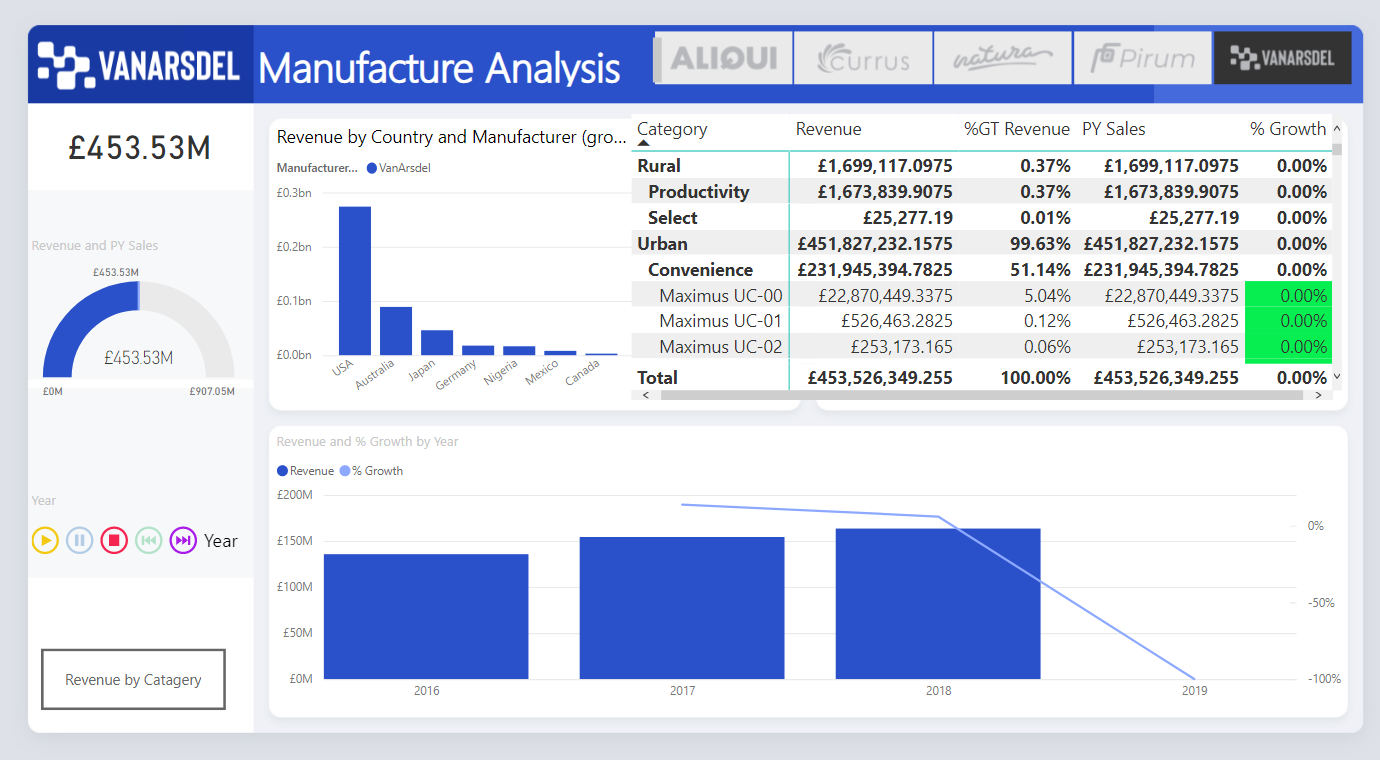 VANARSDEL
Manufacture Analysis
ALIQUI
currus
natura
Pirum
VANARSDEL
£453.53M
Revenue and PY Sales
£453.53M
£453.53M
£0M £907.05M
Year
Year
Revenue by Catagery
Revenue by Country and Manufacturer (gro...
Manufacturer... VanArsdel
£0.3bn
£0.2bn
£0.1bn
£0.0bn
USA Australia Japan Germany Nigeria Mexico Canada
Category Revenue %GT Revenue PY Sales % Growth
Rural £1,699,117.0975 0.37% £1,699,117.0975 0.00%
Productivity £1,673,839.9075 0.37% £1,673,839.9075 0.00%
Select £25,277.19 0.01% £25,277.19 0.00%
Urban £451,827,232.1575 99.63% £451,827,232.1575 0.00%
Convenience £231,945,394.7825 51.14% £231,945,394.7825 0.00%
Maximus UC-00 £22,870,449.3375 5.04% £22,870,449.3375 0.00%
Maximus UC-01 £526,463.2825 0.12% £526,463.2825 0.00%
Maximus UC-02 £253,173.165 0.06% £253,173.165 0.00%
Total £453,526,349.255 100.00% £453,526,349.255 0.00%
Revenue and % Growth by Year
Revenue % Growth
£200M
£150M
£100M
£50M
£0M
0%
-50%
-100%
2016 2017 2018 2019